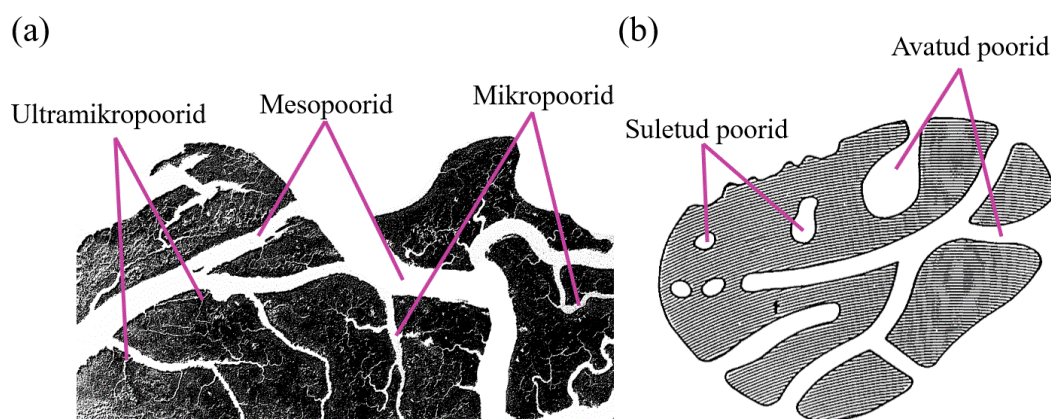 (a)
Ultramikropoorid
Mesopoorid
Mikropoorid
(b)
Avatud poorid
Suletud poorid
f